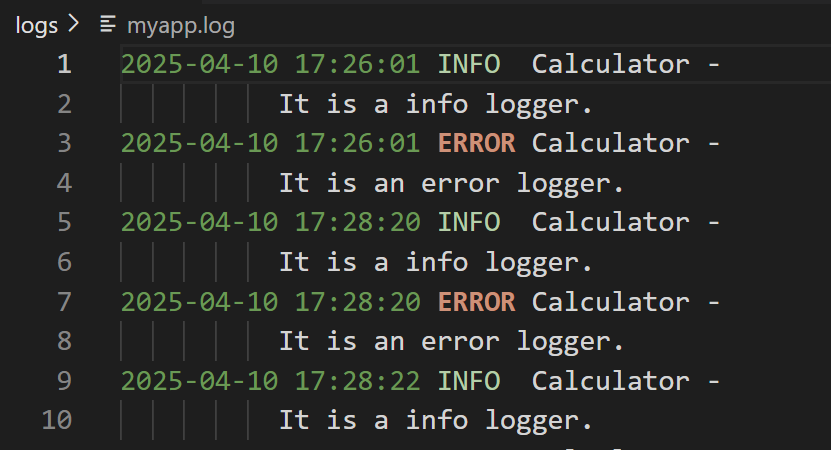 logs > myapp.log
1 2025-04-10 17:26:01 INFO  Calculator -
2           It is a info logger.
3 2025-04-10 17:26:01 ERROR Calculator -
4           It is an error logger.
5 2025-04-10 17:28:20 INFO  Calculator -
6           It is a info logger.
7 2025-04-10 17:28:20 ERROR Calculator -
8           It is an error logger.
9 2025-04-10 17:28:22 INFO  Calculator -
10           It is a info logger.